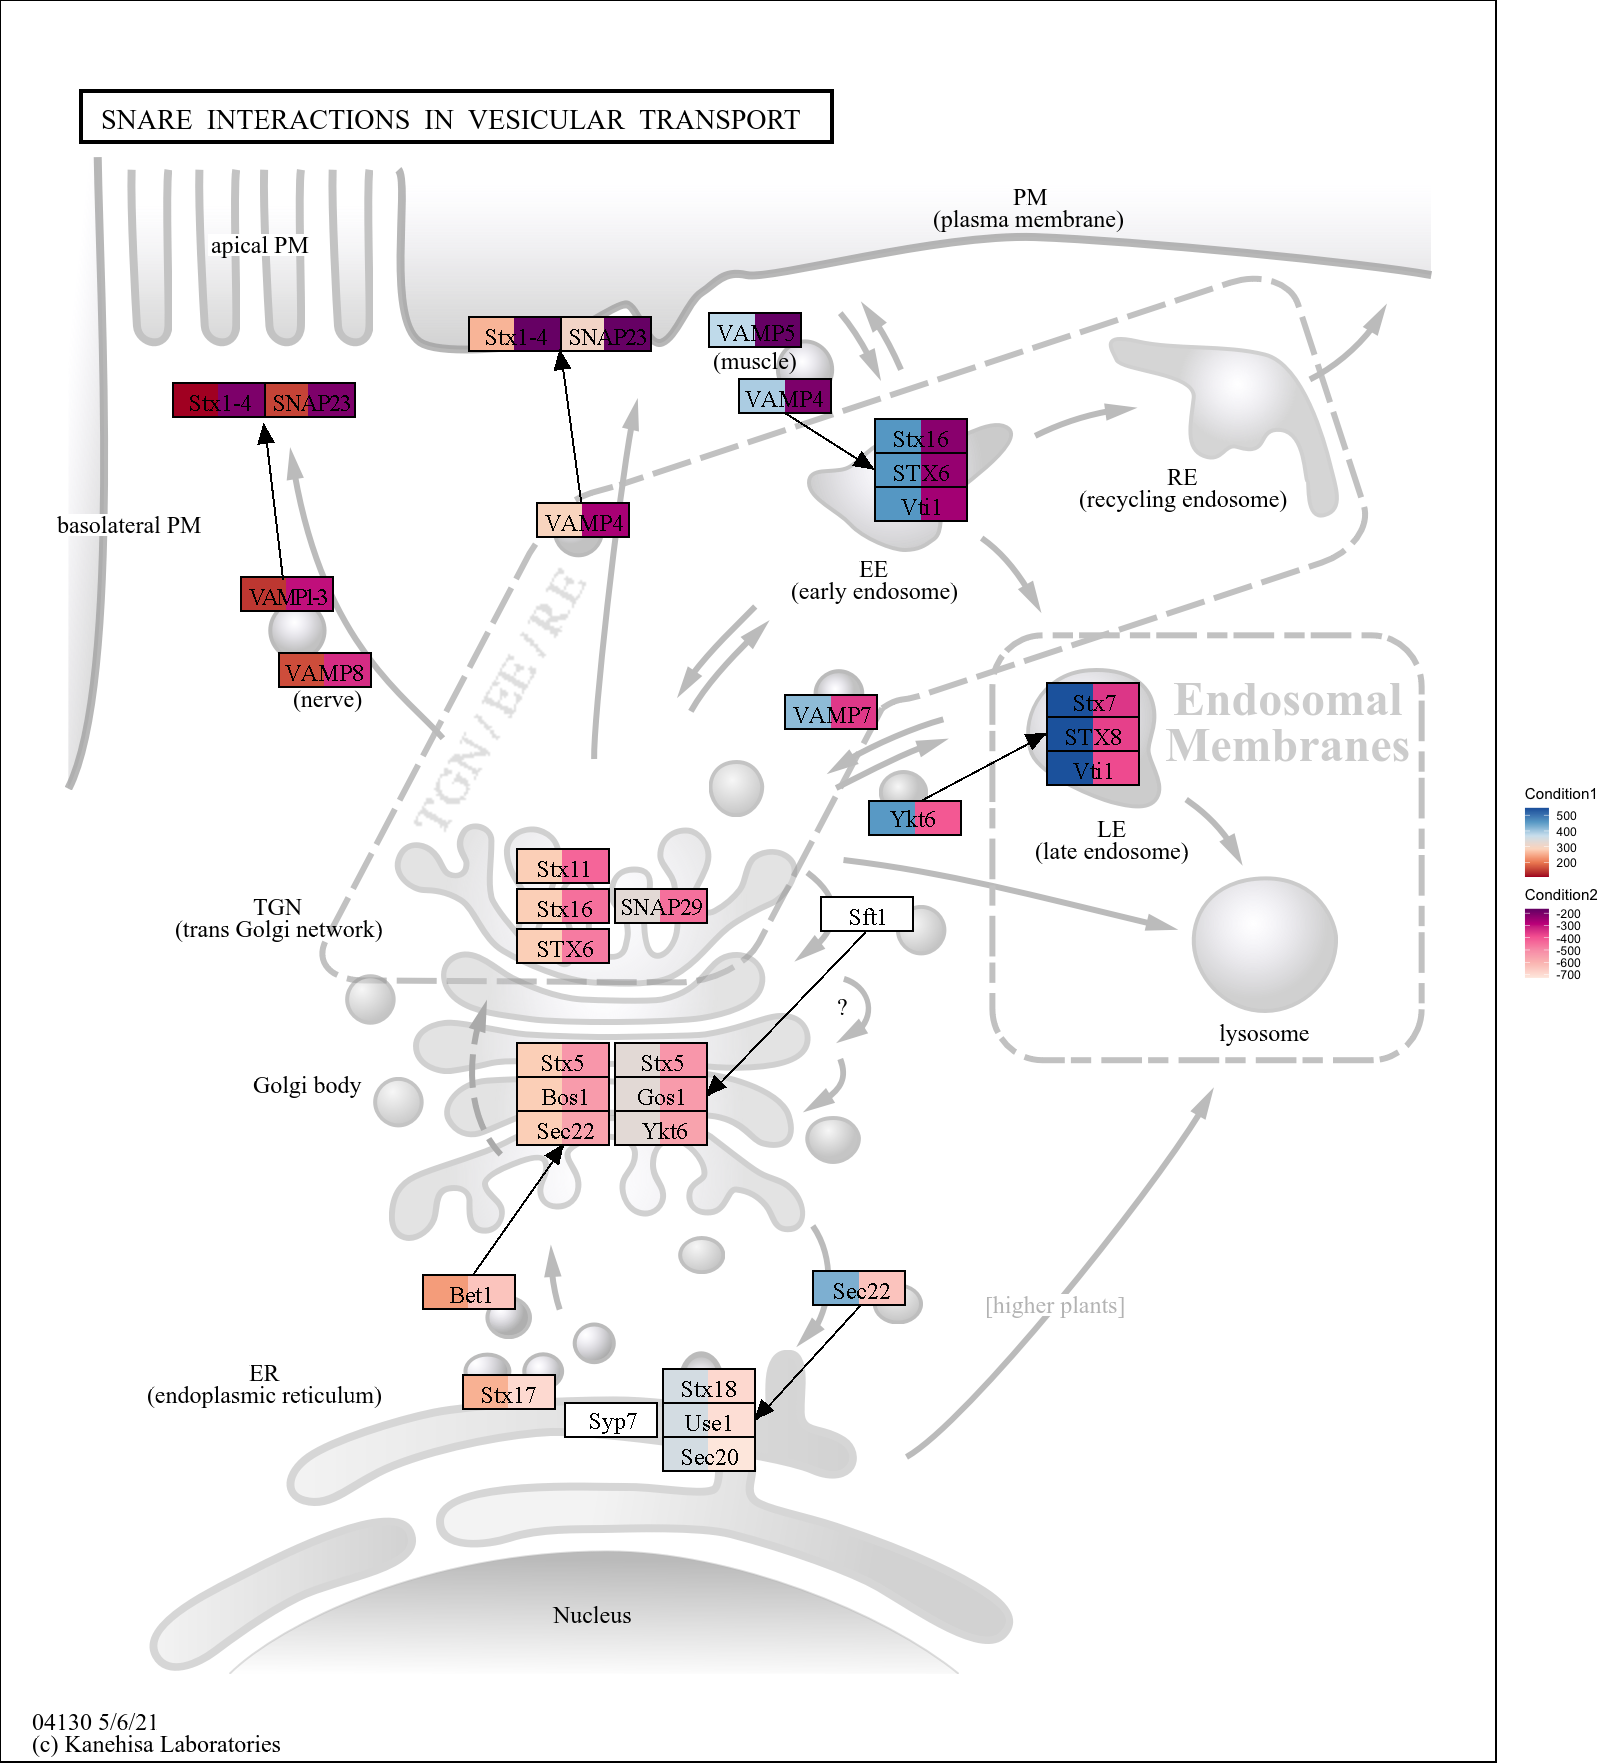 SNARE INTERACTIONS IN VESICULAR TRANSPORT
PM
(plasma membrane)
apical PM
Stx1-4
SNAP23
VAMP5
(muscle)
VAMP4
Stx1-4
SNAP23
Stx16
STX6
Vti1
RE
(recycling endosome)
basolateral PM
VAMP4
EE
(early endosome)
VAMP1-3
VAMP8
(nerve)
TGN/EE/RE
VAMP7
Stx7
STX8
Vti1
Endosomal
Membranes
Ykt6
LE
(late endosome)
Condition1
500
400
300
200
Condition2
-200
-300
-400
-500
-600
-700
Stx11
Stx16
SNAP29
STX6
TGN
(trans Golgi network)
Sft1
?
lysosome
Golgi body
Stx5
Bos1
Sec22
Stx5
Gos1
Ykt6
Bet1
Sec22
[higher plants]
ER
(endoplasmic reticulum)
Stx17
Syp7
Stx18
Use1
Sec20
Nucleus
04130 5/6/21
(c) Kanehisa Laboratories